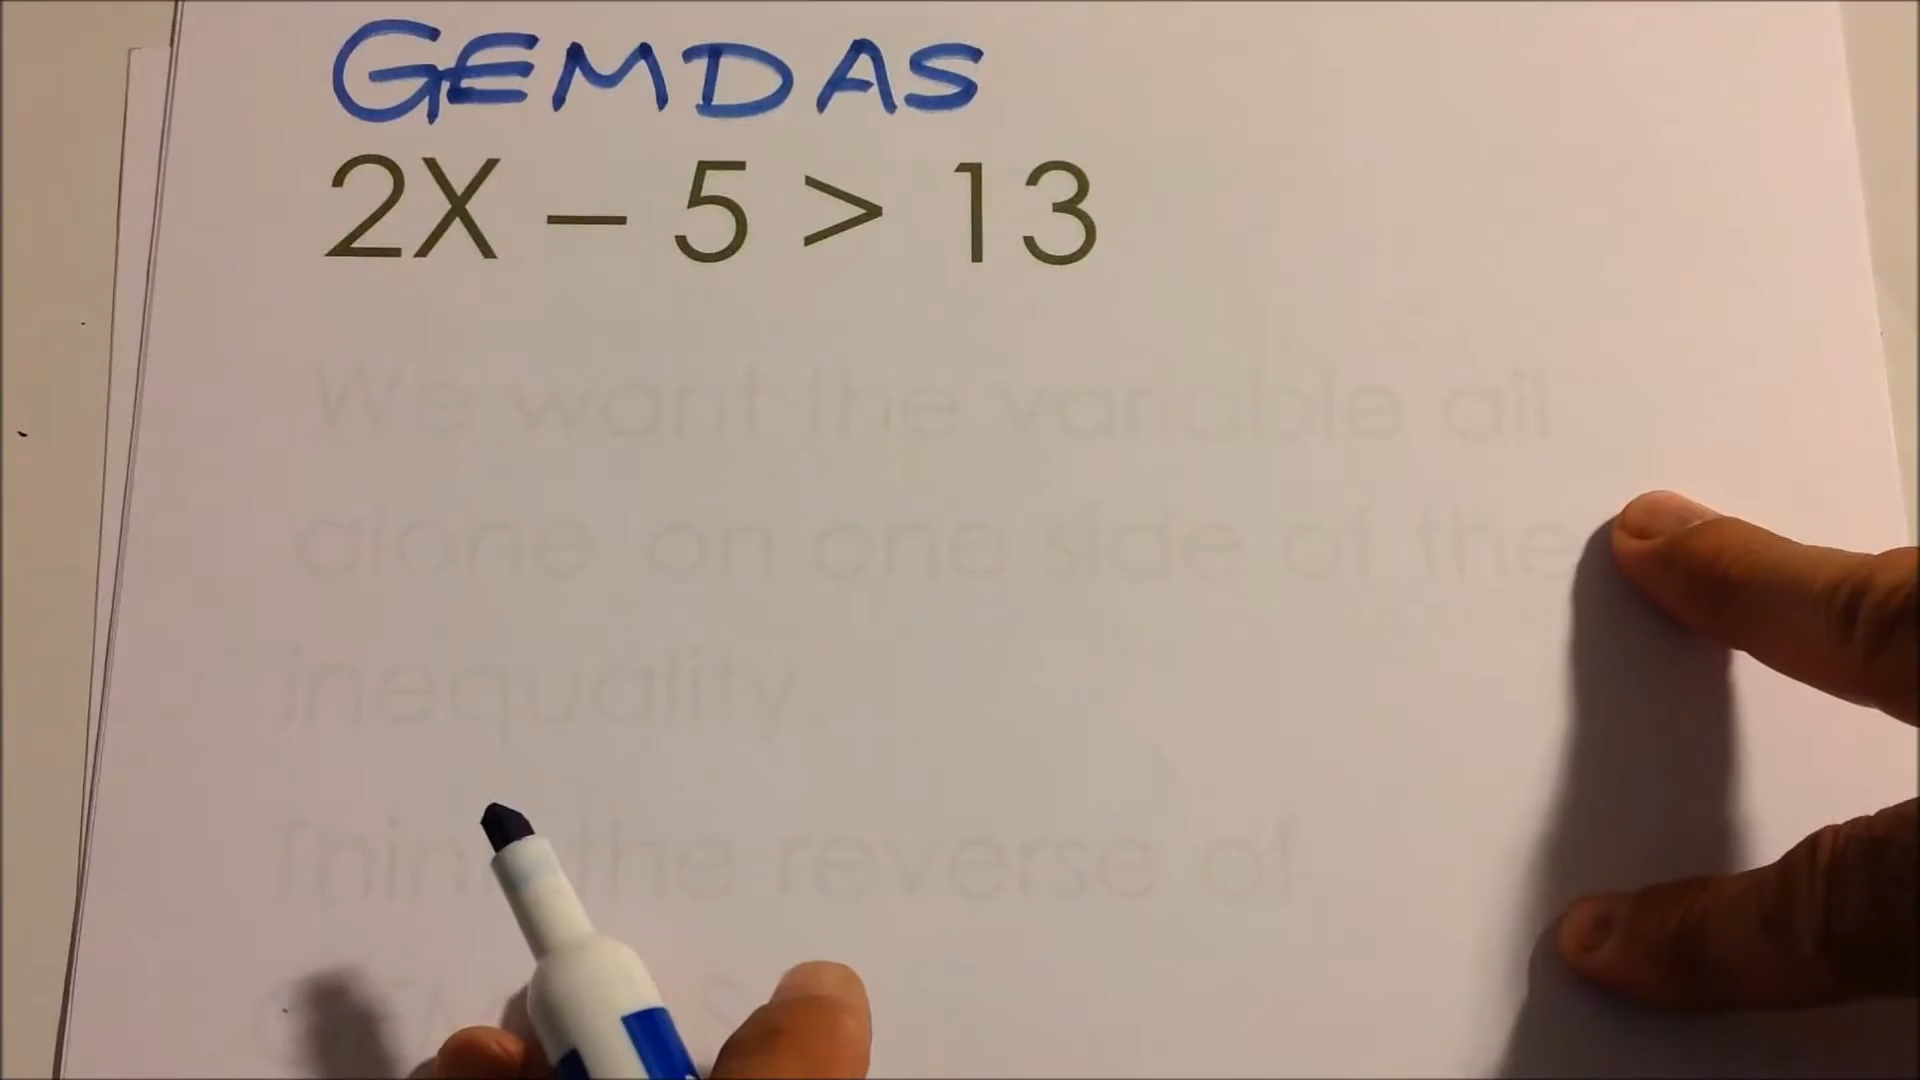 GEMDAS
2X – 5 > 13
We want the variable all
alone on one side of the
inequality.
the reverse of